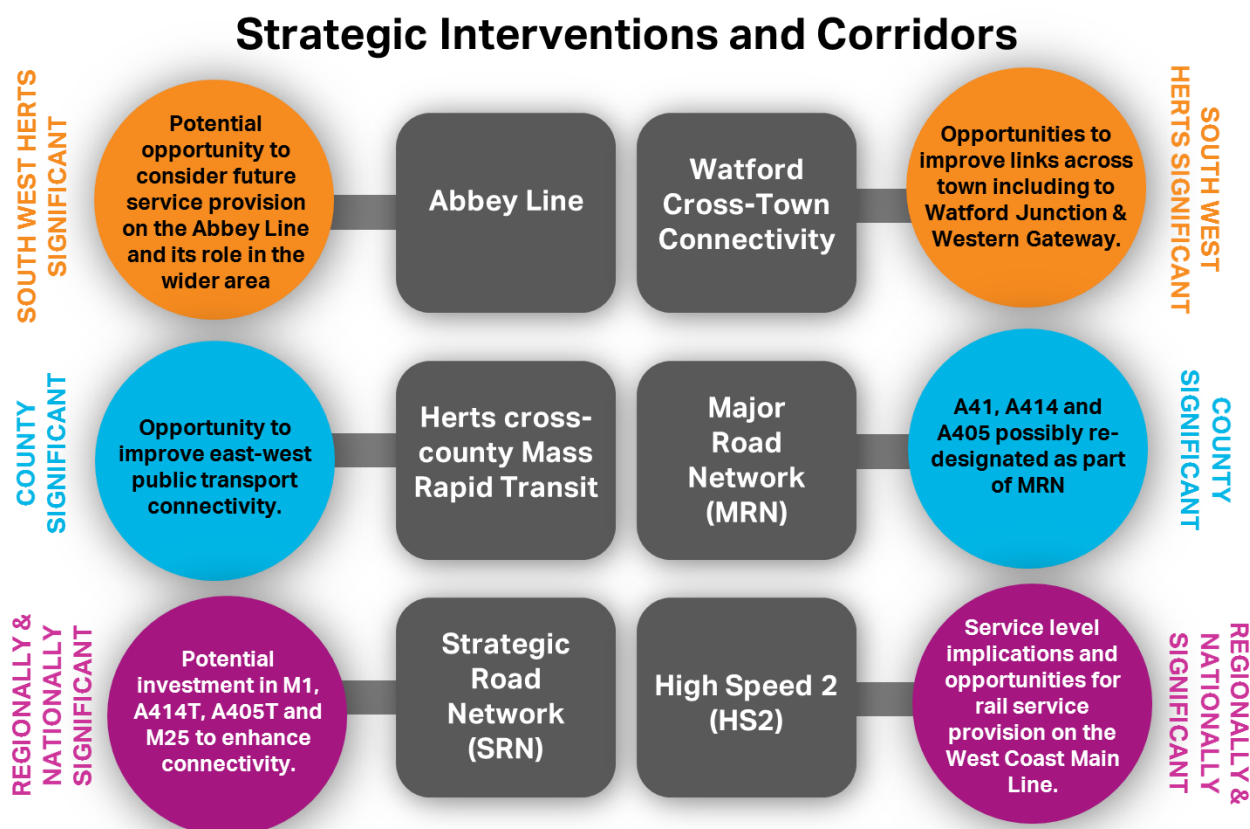 Strategic Interventions and Corridors
SOUTH WEST HERTS
SIGNIFICANT
Potential
opportunity to
consider future
service provision
on the Abbey Line
and its role in the
wider area
Abbey Line
Watford
Cross-Town
Connectivity
Opportunities to
improve links across
town including to
Watford Junction &
Western Gateway.
SOUTH WEST
HERTS SIGNIFICANT
COUNTY
SIGNIFICANT
Opportunity to
improve east-west
public transport
connectivity.
Herts cross-
county Mass
Rapid Transit
Major
Road
Network
(MRN)
A41, A414 and
A405 possibly re-
designated as part
of MRN
COUNTY
SIGNIFICANT
REGIONALLY &
NATIONALLY
SIGNIFICANT
Potential
investment in M1,
A414T, A405T and
M25 to enhance
connectivity.
Strategic
Road
Network
(SRN)
High Speed 2
(HS2)
Service level
implications and
opportunities for
rail service
provision on the
West Coast Main
Line.
REGIONALLY &
NATIONALLY
SIGNIFICANT